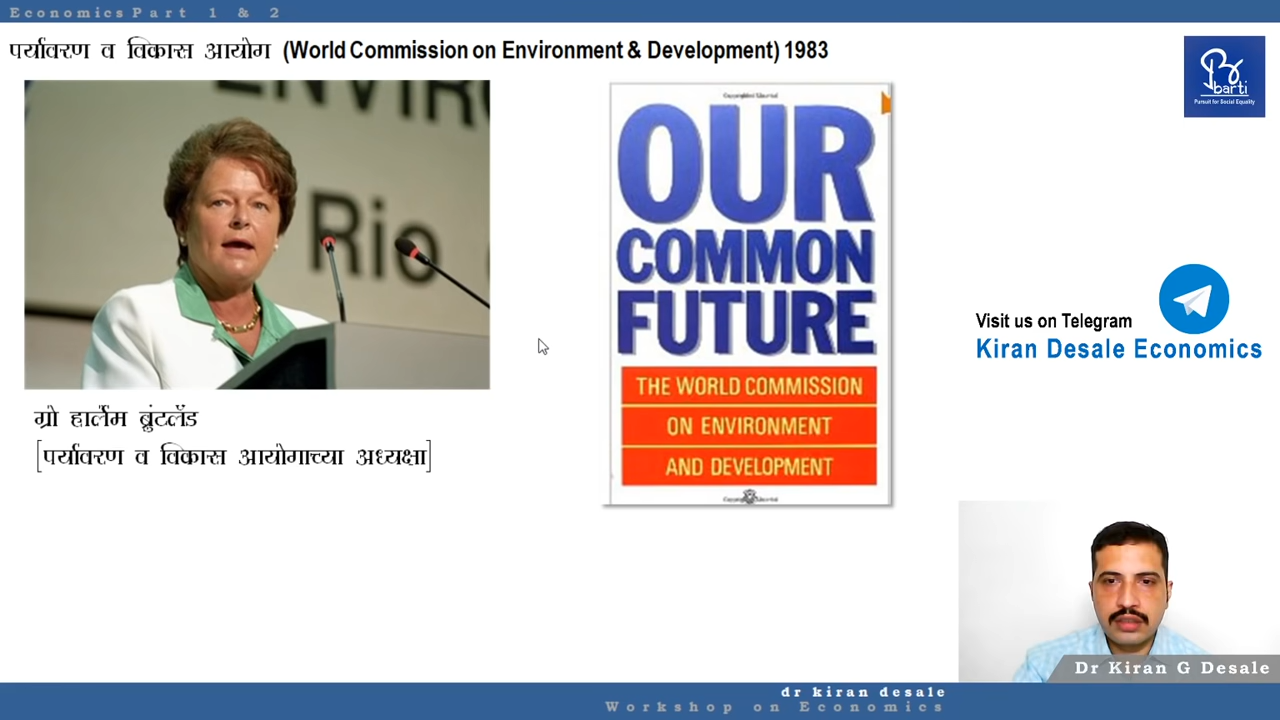 Economics Part 1 & 2
पर्यावरण व विकास आयोग (World Commission on Environment & Development) 1983
barti
Pursuit for Social Equality
ENVIRO
Rio
OUR
COMMON
FUTURE
THE WORLD COMMISSION
ON ENVIRONMENT
AND DEVELOPMENT
Visit us on Telegram
Kiran Desale Economics
ग्रो हार्लेम ब्रुंटलँड
[पर्यावरण व विकास आयोगाच्या अध्यक्षा]
Dr Kiran G Desale
dr kiran desale
Workshop on Economics